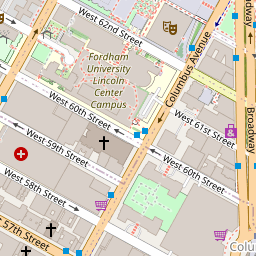 West 62nd Street
Fordham
University
Lincoln
Center
Campus
Columbus Avenue
Broadway
West 60th Street
West 61st Street
West 59th Street
West 60th Street
West 58th Street
57th Street
Colu